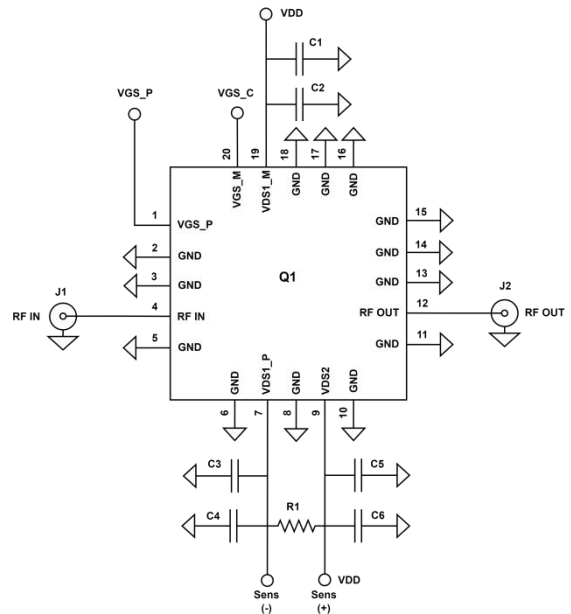 VDD
C1
C2
VGS_P
VGS_C
20
19
18
17
16
VGS_M
VDS1_M
GND
GND
GND
1
VGS_P
2
GND
3
GND
J1
RF IN
4
RF IN
5
GND
Q1
GND
15
GND
14
GND
13
J2
RF OUT
12
RF OUT
GND
11
GND
VDS1_P
GND
VDS2
GND
6
7
8
9
10
C3
C5
C4
R1
C6
VDD
Sens
(-)
Sens
(+)